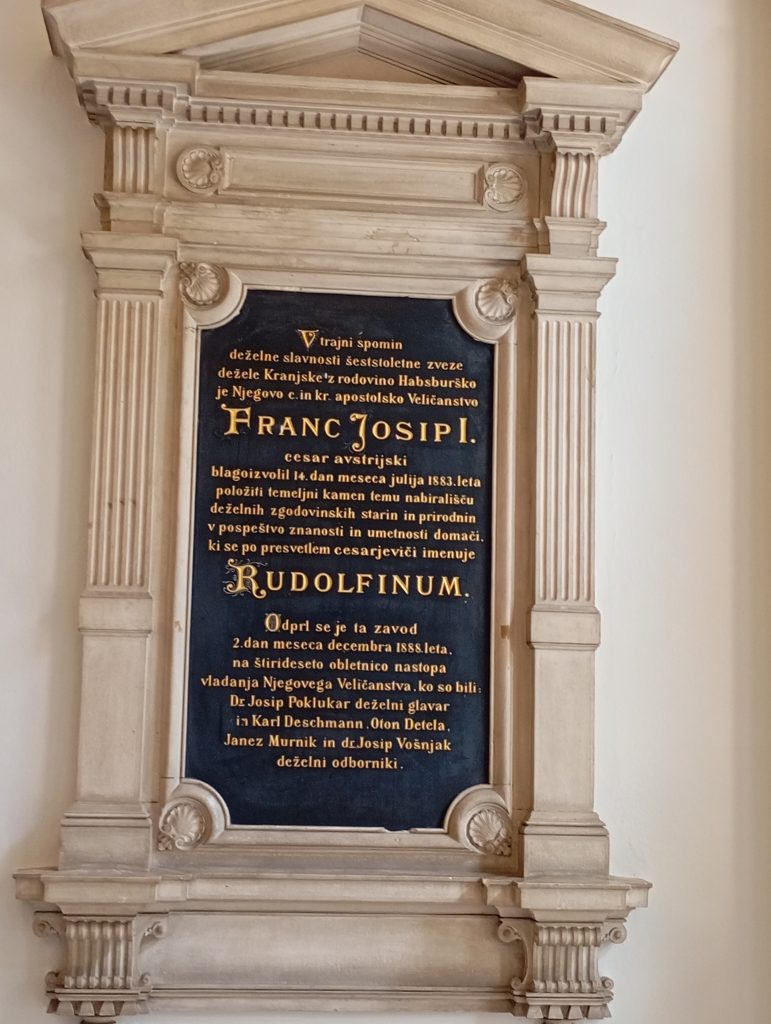 V trajni spomin
deželne slavnosti šeststoletne zveze
dežele Kranjske z rodovino Habsburško
je Njegovo c. in kr. apostolsko Veličanstvo
FRANC JOSIP I.
cesar avstrijski
blagoizvolil 14. dan meseca julija 1883. leta
položiti temeljni kamen temu nabirališču
deželnih zgodovinskih starin in prirodnin
v pospeštvo znanosti in umetnosti domači,
ki se po presvetlem cesarjeviči imenuje
RUDOLFINUM.
Odprl se je ta zavod
2. dan meseca decembra 1888. leta,
na štirideseto obletnico nastopa
vladanja Njegovega Veličanstva, ko so bili:
Dr. Josip Poklukar deželni glavar
in Karl Deschmann, Oton Detela,
Janez Murnik in dr. Josip Vošnjak
deželni odborniki.